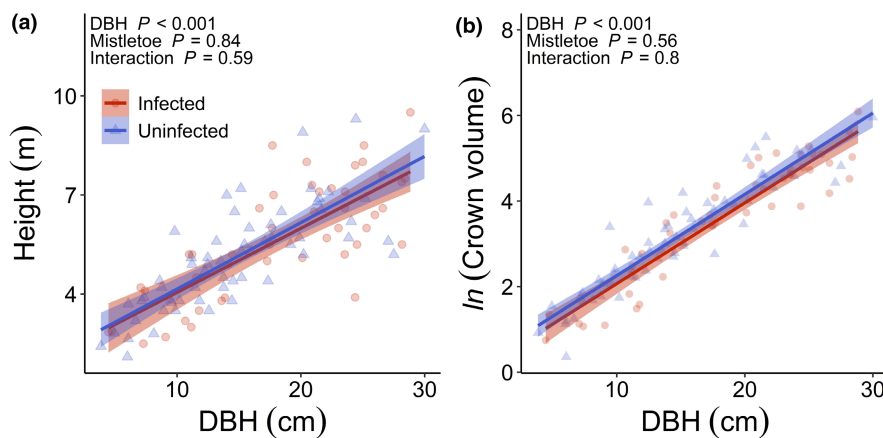 (a)
DBH P < 0.001
Mistletoe P = 0.84
Interaction P = 0.59
Infected
Uninfected
Height (m)
10
7
4
10
20
30
DBH (cm)
(b)
DBH P < 0.001
Mistletoe P = 0.56
Interaction P = 0.8
ln (Crown volume)
8
6
4
2
0
10
20
30
DBH (cm)